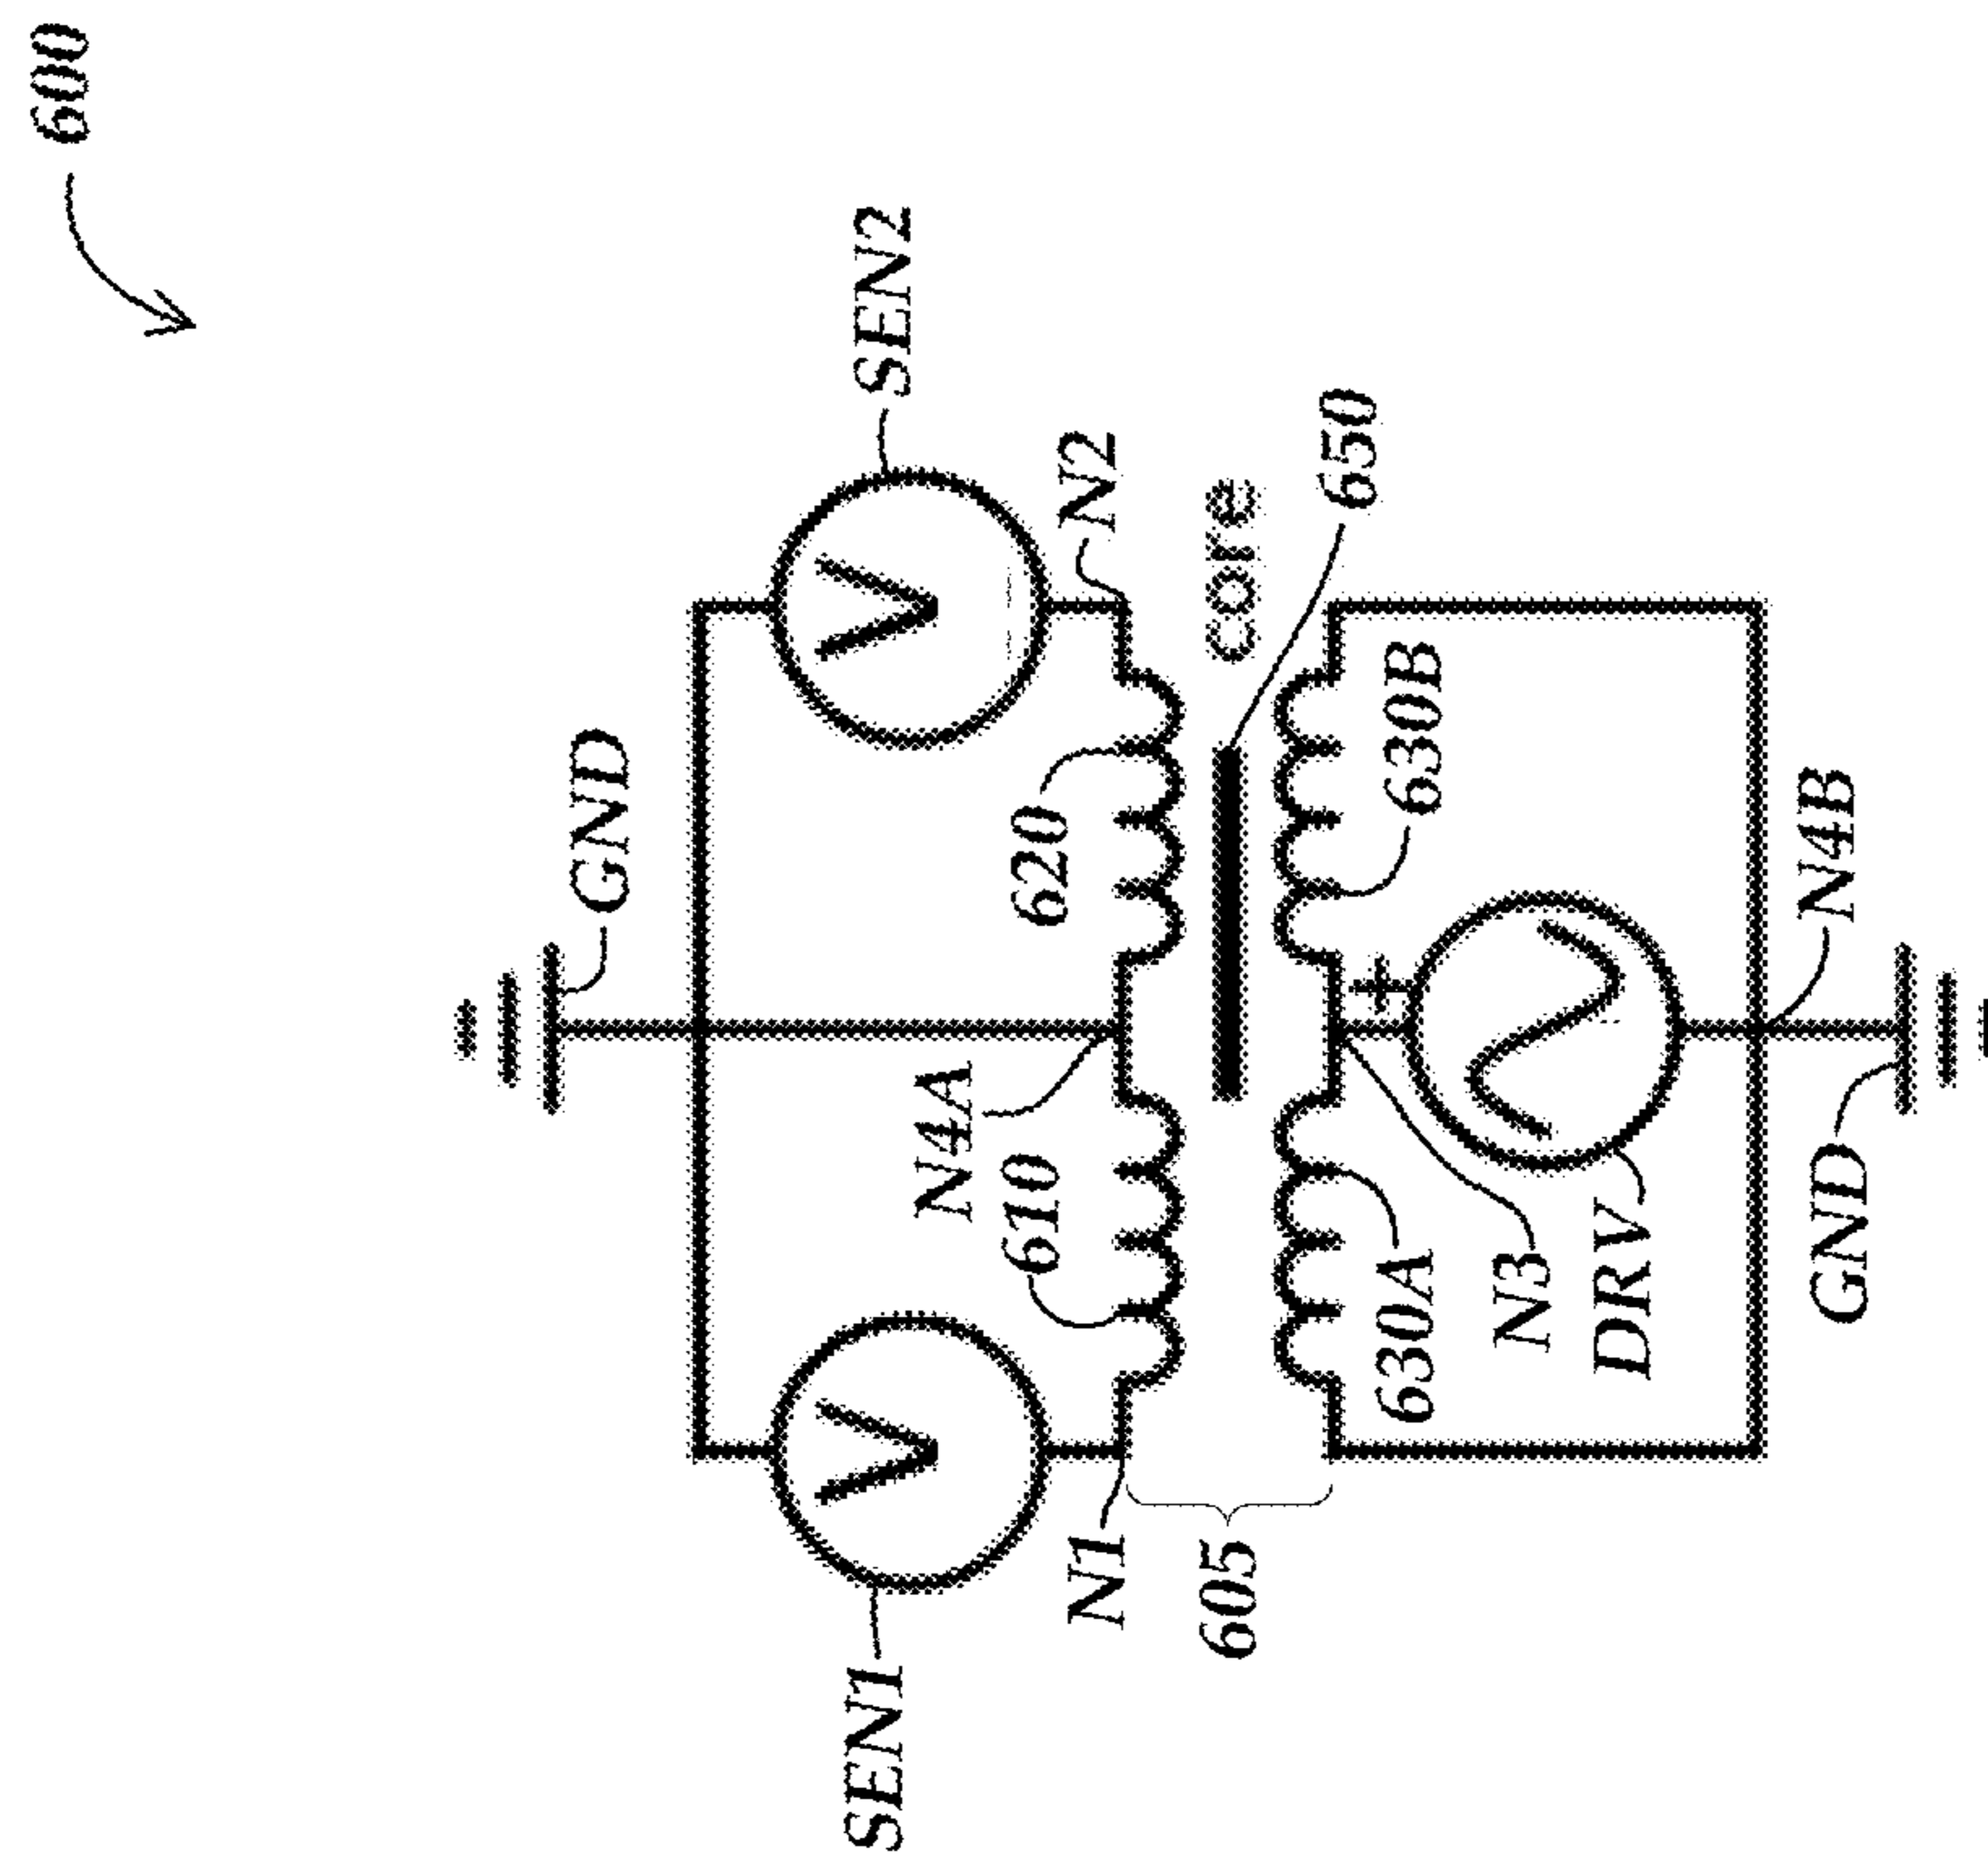 600
SEN2
N2
core
650
GND
620
630B
N4B
V
V
N4A
610
+
SEN1
N1
605
630A
N3
DRV
GND